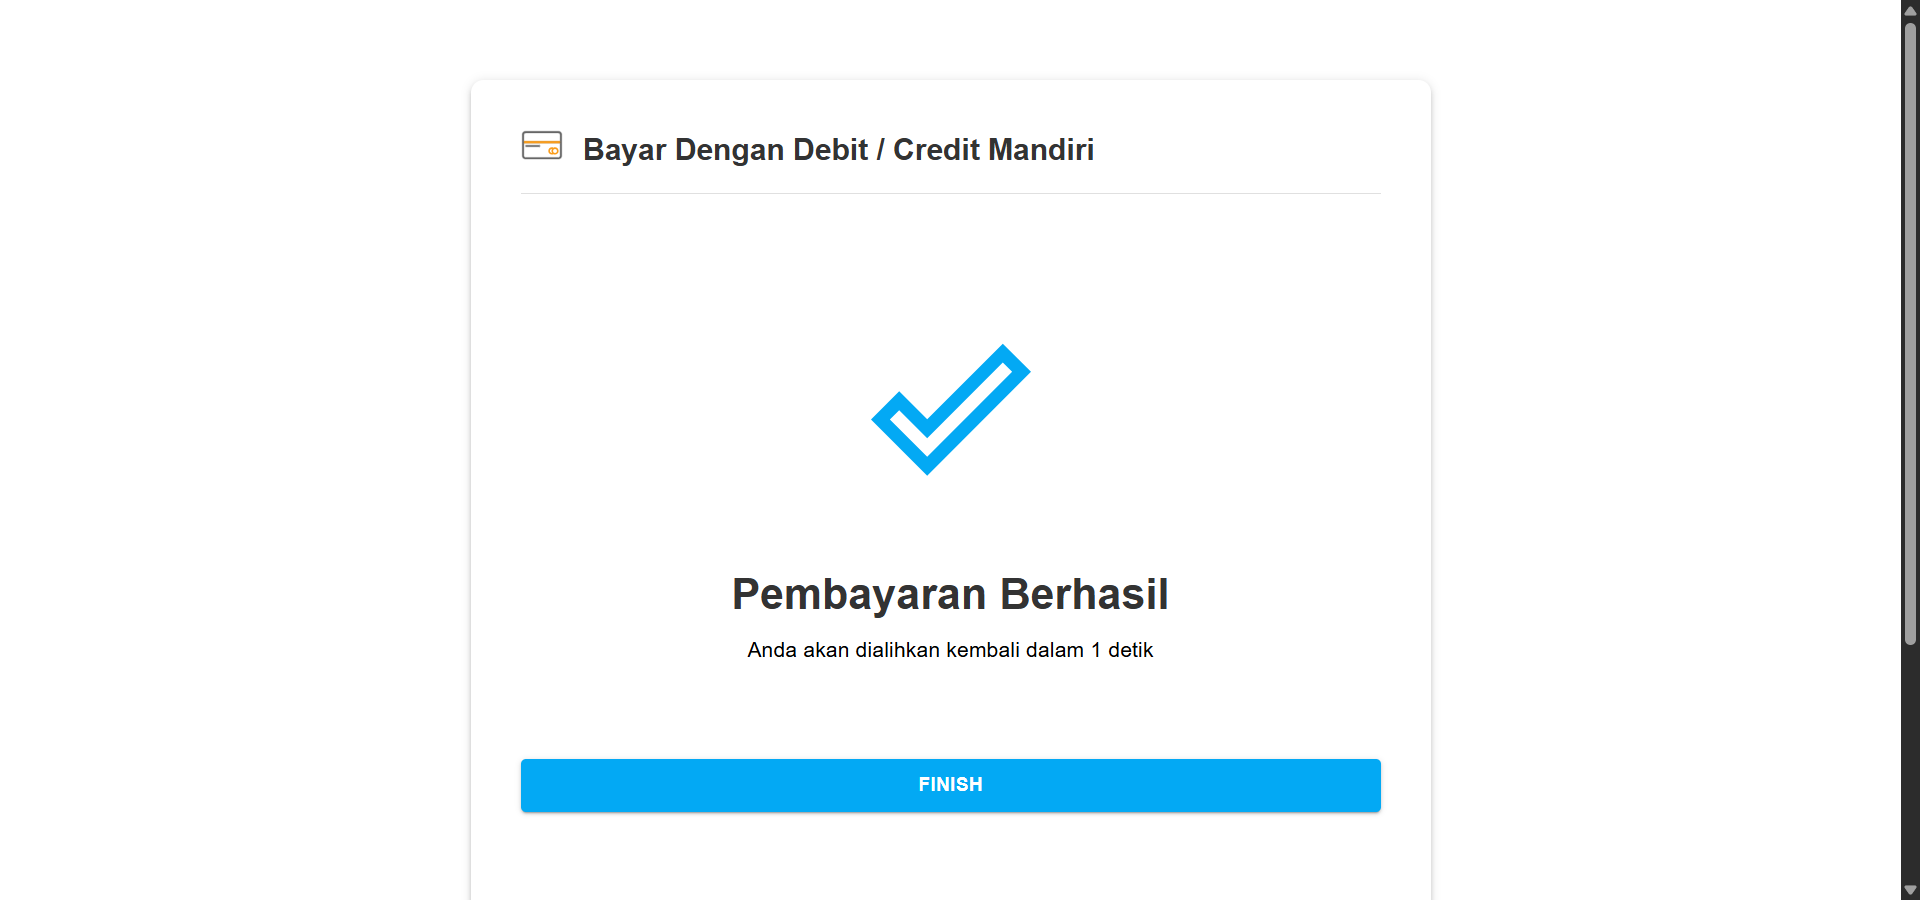 Bayar Dengan Debit / Credit Mandiri
Pembayaran Berhasil
Anda akan dialihkan kembali dalam 1 detik
FINISH